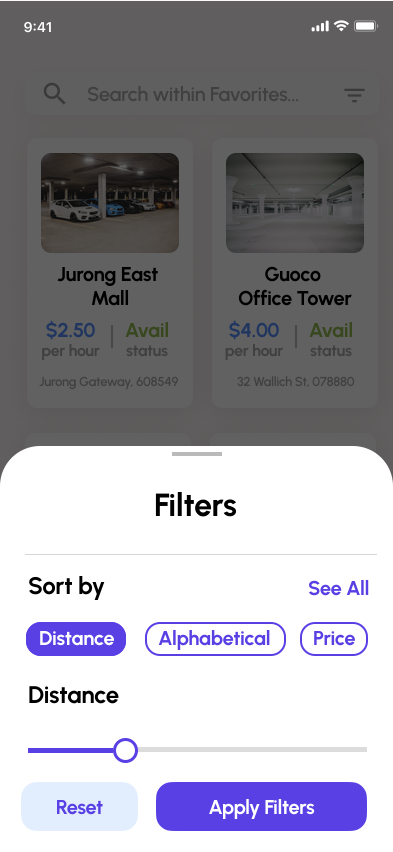 9:41
Search within Favorites...
Jurong East
Mall
$2.50
Avail
per hour
status
Jurong Gateway, 608549
Guoco
Office Tower
$4.00
Avail
per hour
status
32 Wallich St, 078880
Filters
Sort by
See All
Distance
Alphabetical
Price
Distance
Reset
Apply Filters